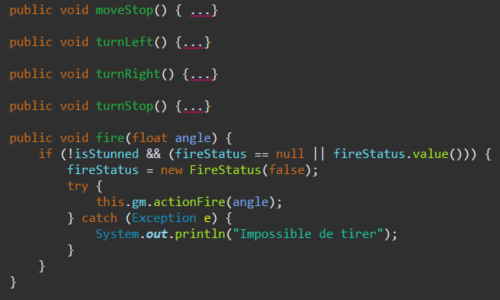 public void moveStop() { ...}
public void turnLeft() {...}
public void turnRight() {...}
public void turnStop() {...}
public void fire(float angle) {
if (!isStunned && (fireStatus == null || fireStatus.value())) {
fireStatus = new FireStatus(false);
try {
this.gm.actionFire(angle);
} catch (Exception e) {
System.out.println("Impossible de tirer");
}
}
}